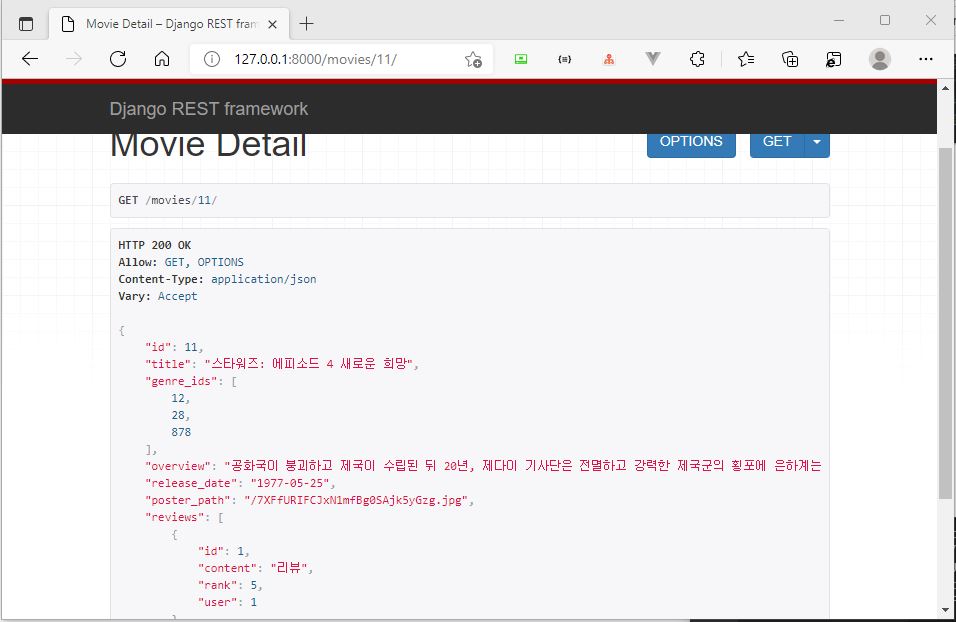 Movie Detail – Django REST fram
127.0.0.1:8000/movies/11/
Django REST framework
Movie Detail
OPTIONS
GET
GET /movies/11/
HTTP 200 OK
Allow: GET, OPTIONS
Content-Type: application/json
Vary: Accept
{
"id": 11,
"title": "스타워즈: 에피소드 4 새로운 희망",
"genre_ids": [
12,
28,
878
],
"overview": "공화국이 붕괴하고 제국이 수립된 뒤 20년, 제다이 기사단은 전멸하고 강력한 제국군의 횡포에 은하계는
"release_date": "1977-05-25",
"poster_path": "/7XFfURIFCJxN1mfBg0SAjk5yGzg.jpg",
"reviews": [
{
"id": 1,
"content": "리뷰",
"rank": 5,
"user": 1